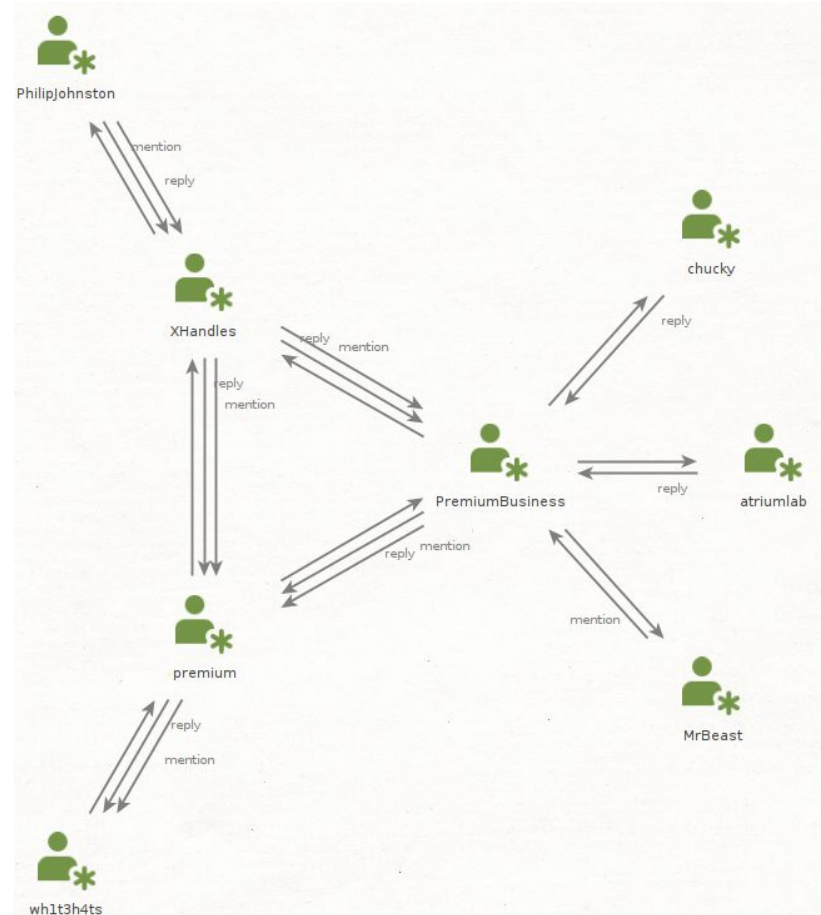 PhilipJohnston
mention
reply
chucky
XHandles
reply
reply
mention
reply
mention
PremiumBusiness
atriumlab
reply
mention
reply
mention
premium
MrBeast
reply
mention
wh1t3h4ts